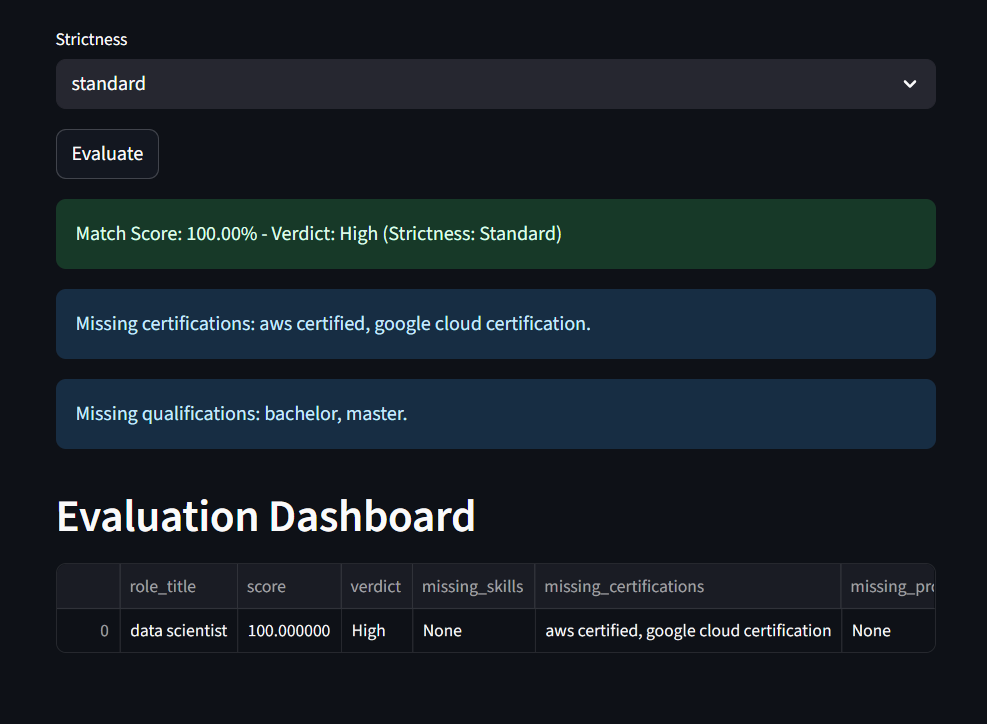 Strictness
standard
Evaluate
Match Score: 100.00% - Verdict: High (Strictness: Standard)
Missing certifications: aws certified, google cloud certification.
Missing qualifications: bachelor, master.
Evaluation Dashboard
role_title score verdict missing_skills missing_certifications missing_pro
0 data scientist 100.000000 High None aws certified, google cloud certification None